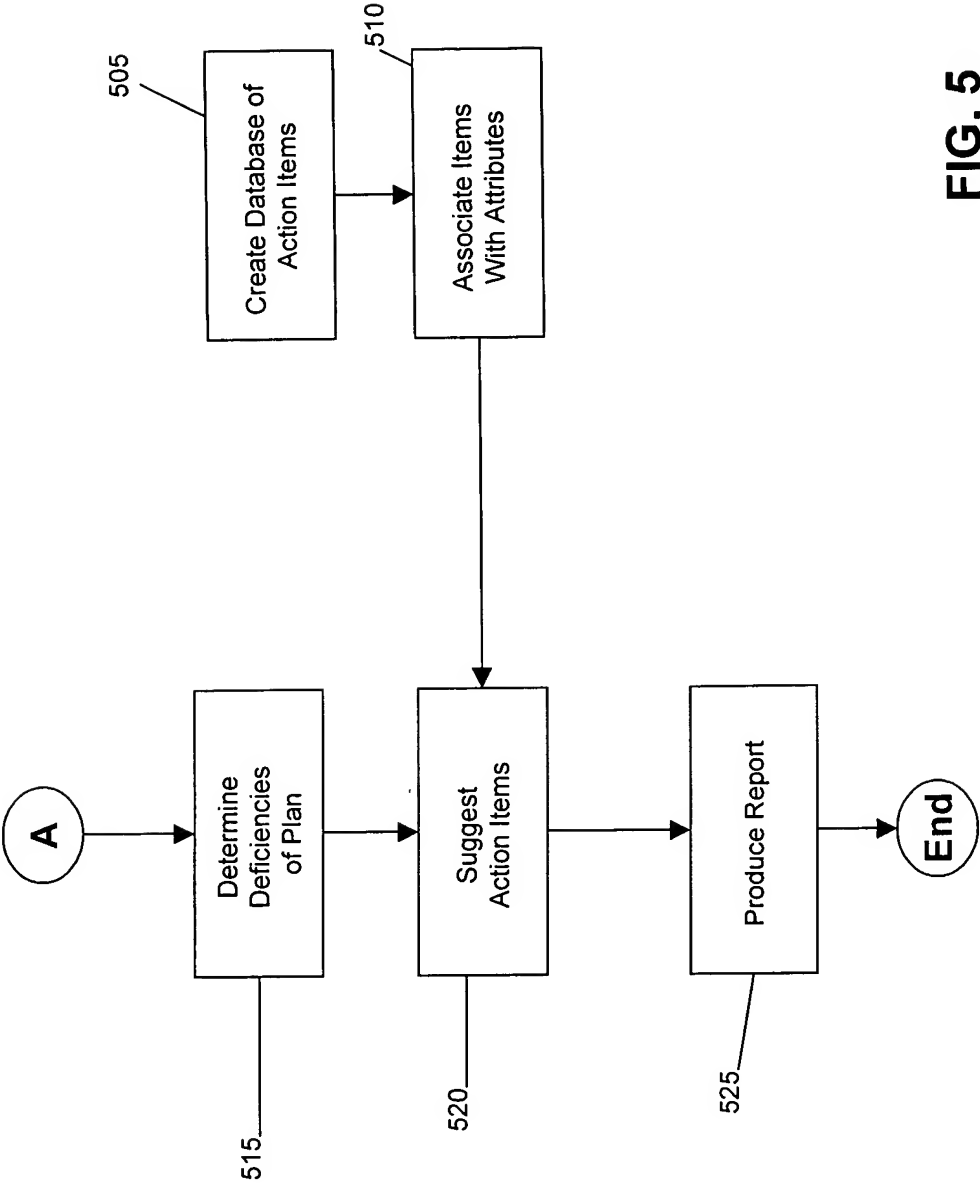 505
Create Database of
Action Items
510
Associate Items
With Attributes
A
515
Determine
Deficiencies
of Plan
520
Suggest
Action Items
525
Produce Report
End
FIG. 5